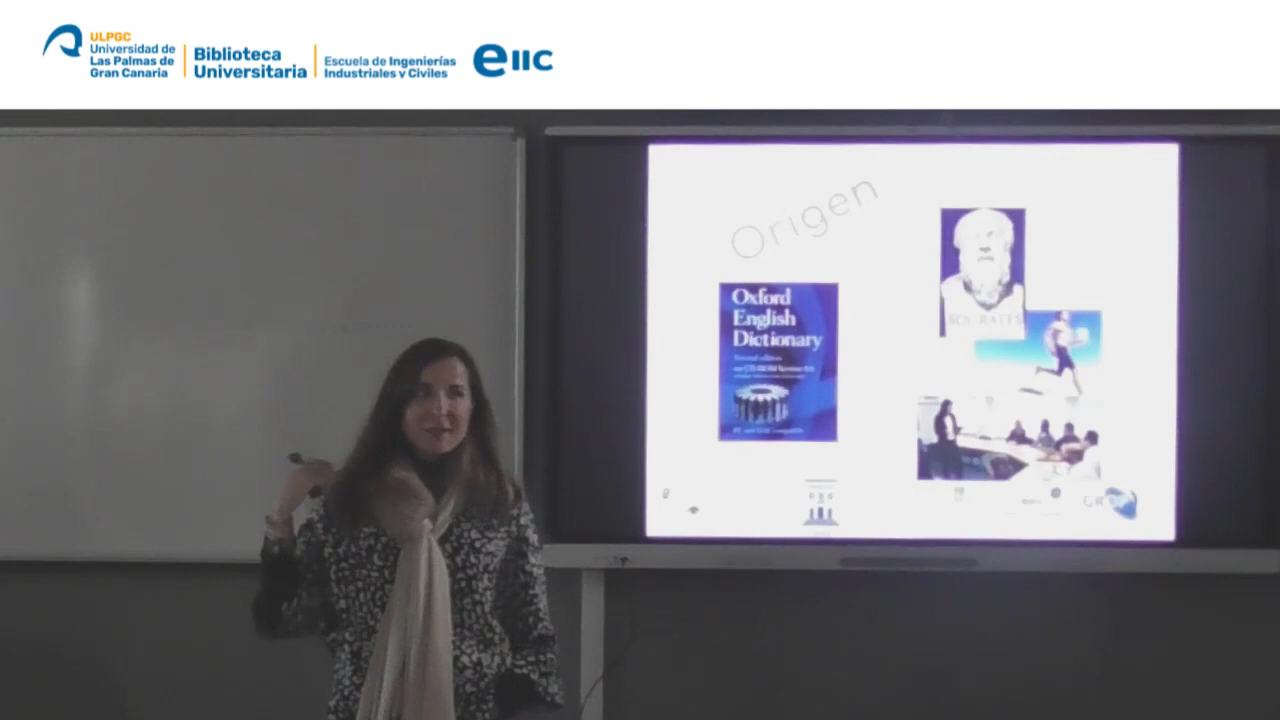 ULPGC
Universidad de
Las Palmas de
Gran Canaria
Biblioteca
Universitaria
Escuela de Ingenierías
Industriales y Civiles
eiic
Origen
SOCRATES
Oxford
English
Dictionary